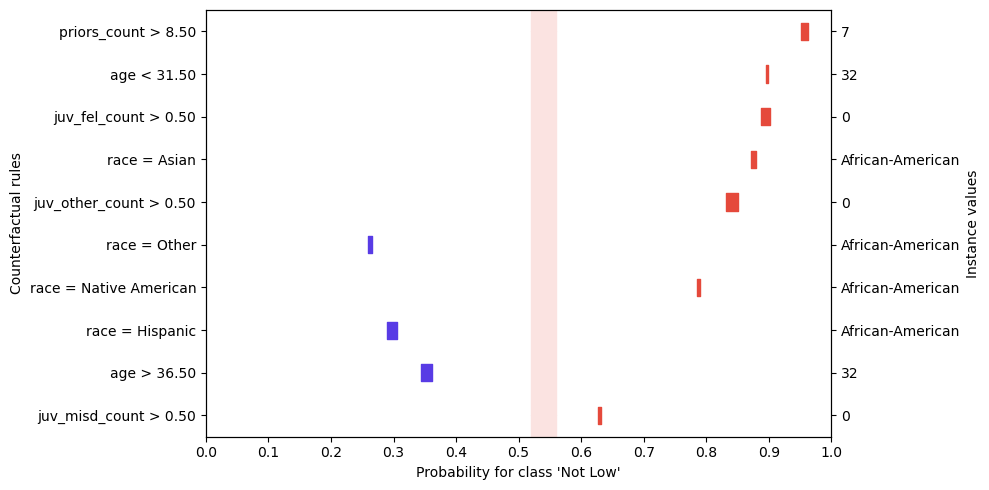 Counterfactual rules
priors_count > 8.50 7
age < 31.50 32
juv_fel_count > 0.50 0
race = Asian African-American
juv_other_count > 0.50 0
race = Other African-American
race = Native American African-American
race = Hispanic African-American
age > 36.50 32
juv_misd_count > 0.50 0
Instance values
0.0 0.1 0.2 0.3 0.4 0.5 0.6 0.7 0.8 0.9 1.0
Probability for class 'Not Low'